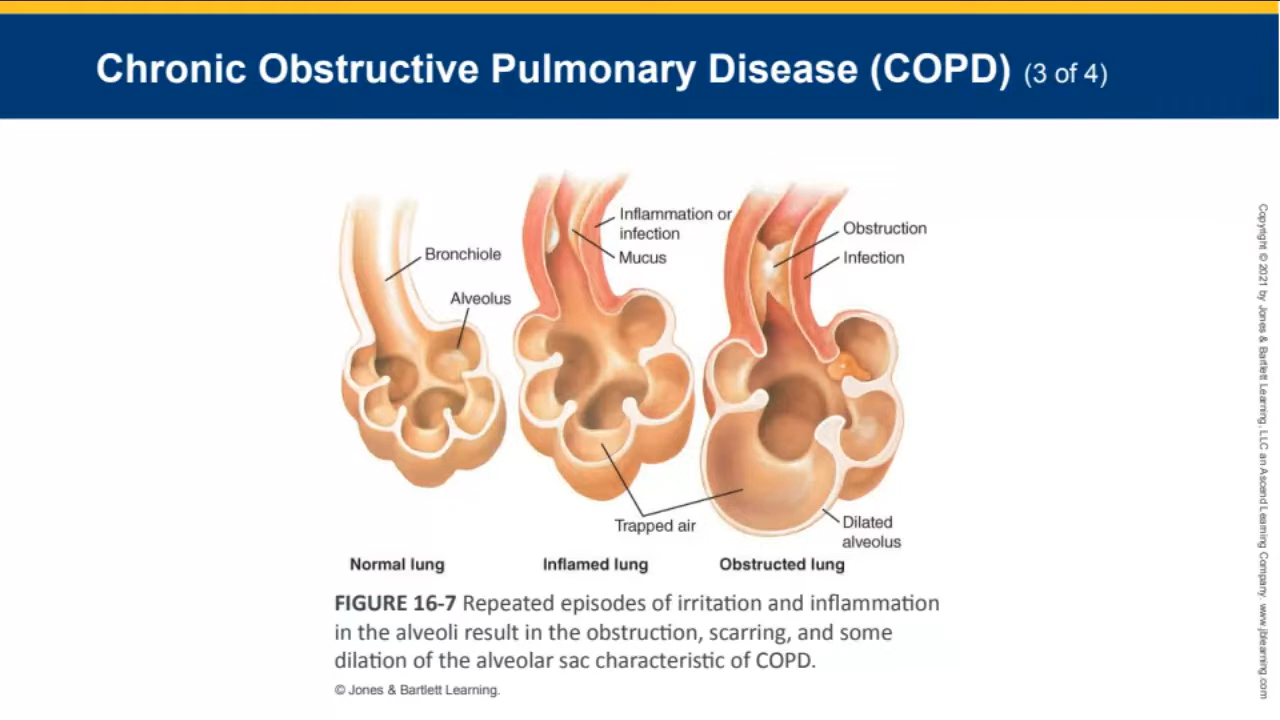 Chronic Obstructive Pulmonary Disease (COPD) (3 of 4)
Inflammation or
infection
Mucus
Bronchiole
Alveolus
Obstruction
Infection
Trapped air
Dilated
alveolus
Normal lung
Inflamed lung
Obstructed lung
FIGURE 16-7 Repeated episodes of irritation and inflammation
in the alveoli result in the obstruction, scarring, and some
dilation of the alveolar sac characteristic of COPD.
© Jones & Bartlett Learning.
Copyright © 2021 by Jones & Bartlett Learning, LLC an Ascend Learning Company. www.jblearning.com